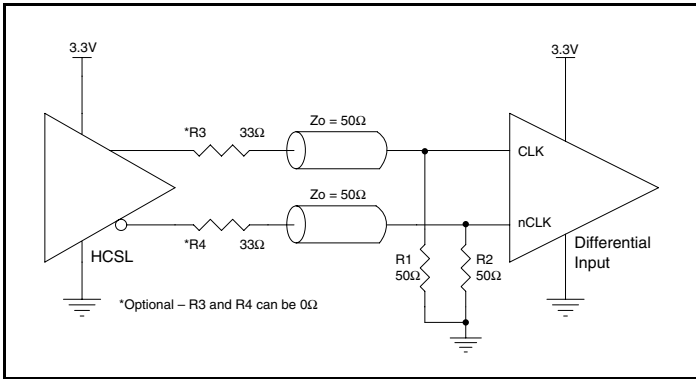 3.3V
3.3V
*R3
33Ω
Zo = 50Ω
CLK
Zo = 50Ω
nCLK
*R4
33Ω
HCSL
R1
50Ω
R2
50Ω
Differential
Input
*Optional – R3 and R4 can be 0Ω